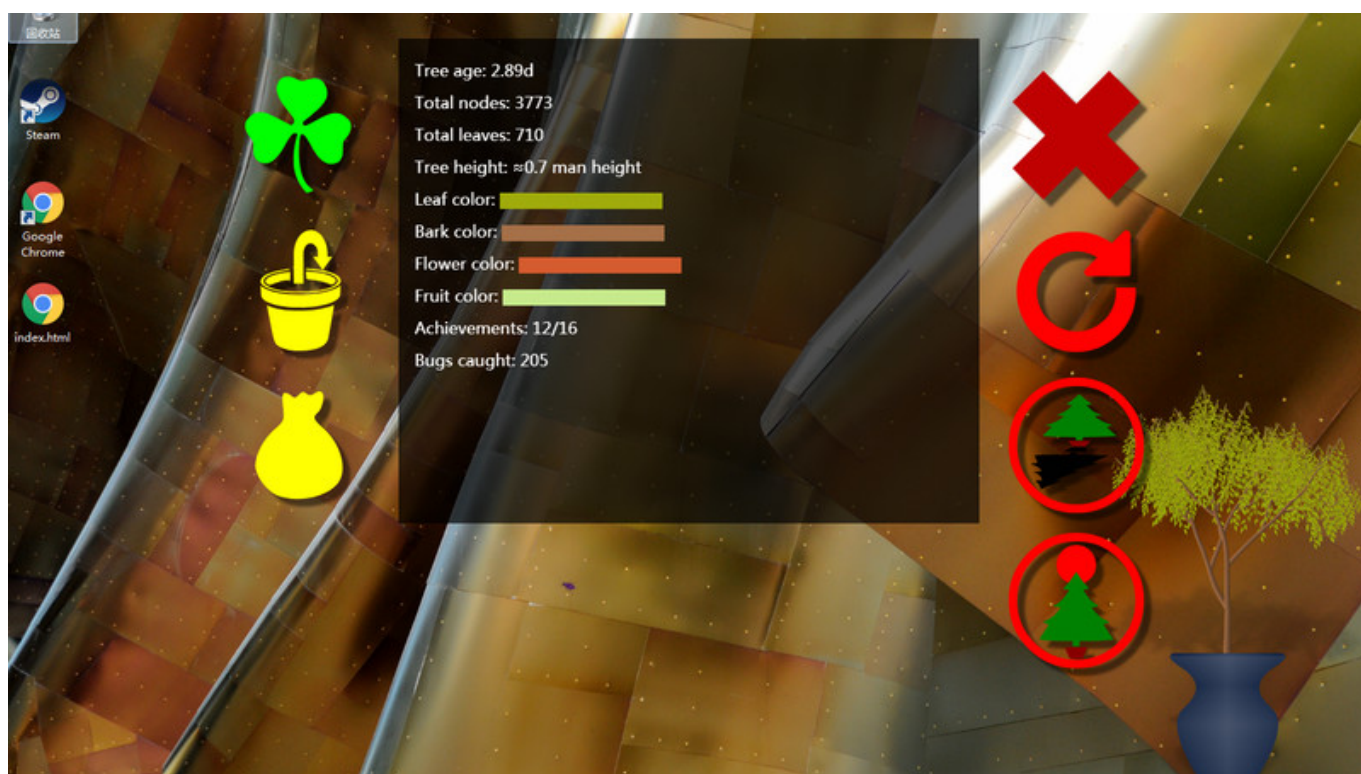 回收站
Steam
Google
Chrome
index.html
Tree age: 2.89d
Total nodes: 3773
Total leaves: 710
Tree height: ≈0.7 man height
Leaf color:
Bark color:
Flower color:
Fruit color:
Achievements: 12/16
Bugs caught: 205